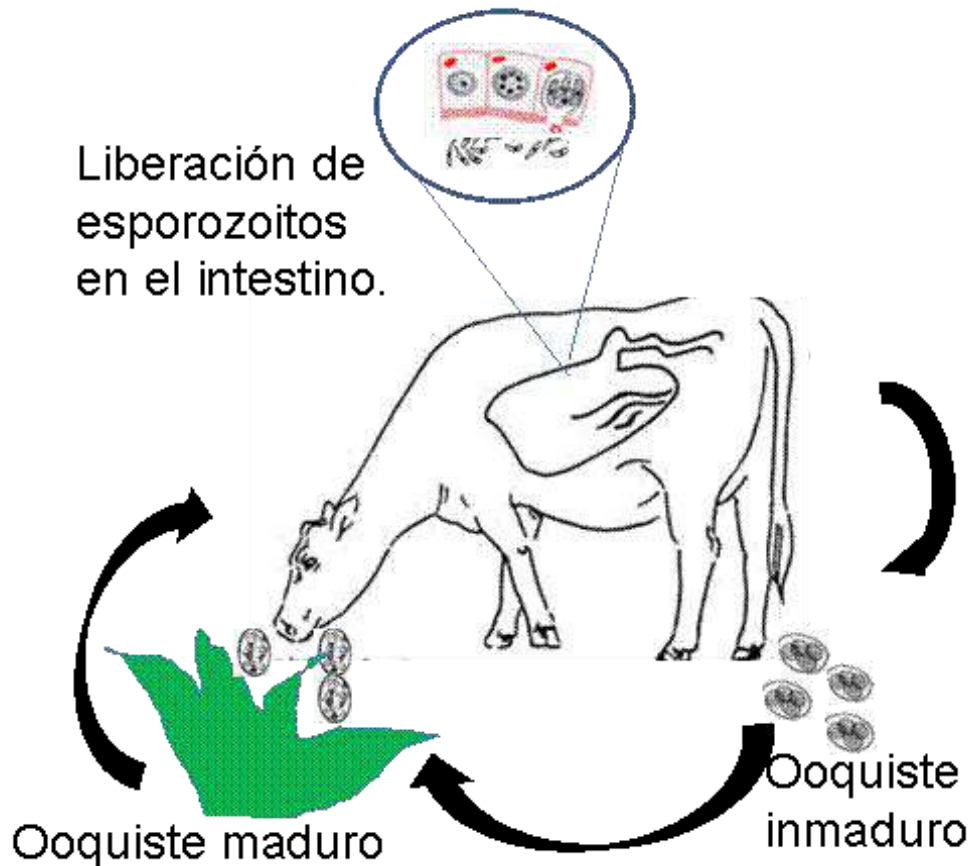 Liberación de
esporozoitos
en el intestino.
Ooquiste
inmaduro
Ooquiste maduro